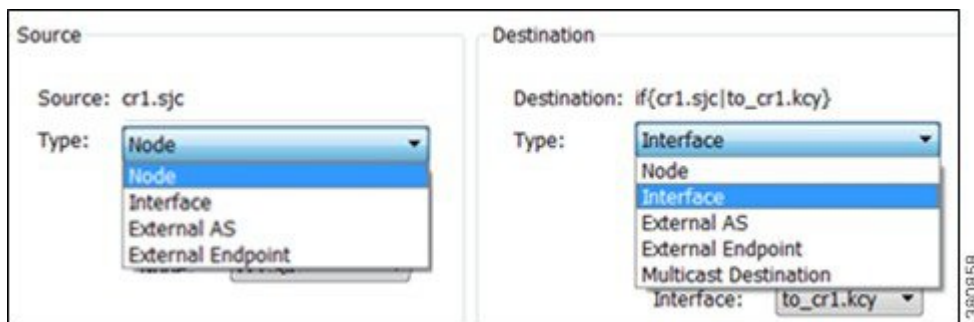 Source
Source: cr1.sjc
Type: Node
Node
Interface
External AS
External Endpoint
Destination
Destination: if{cr1.sjc|to_cr1.kcy}
Type: Interface
Node
Interface
External AS
External Endpoint
Multicast Destination
Interface: to_cr1.kcy